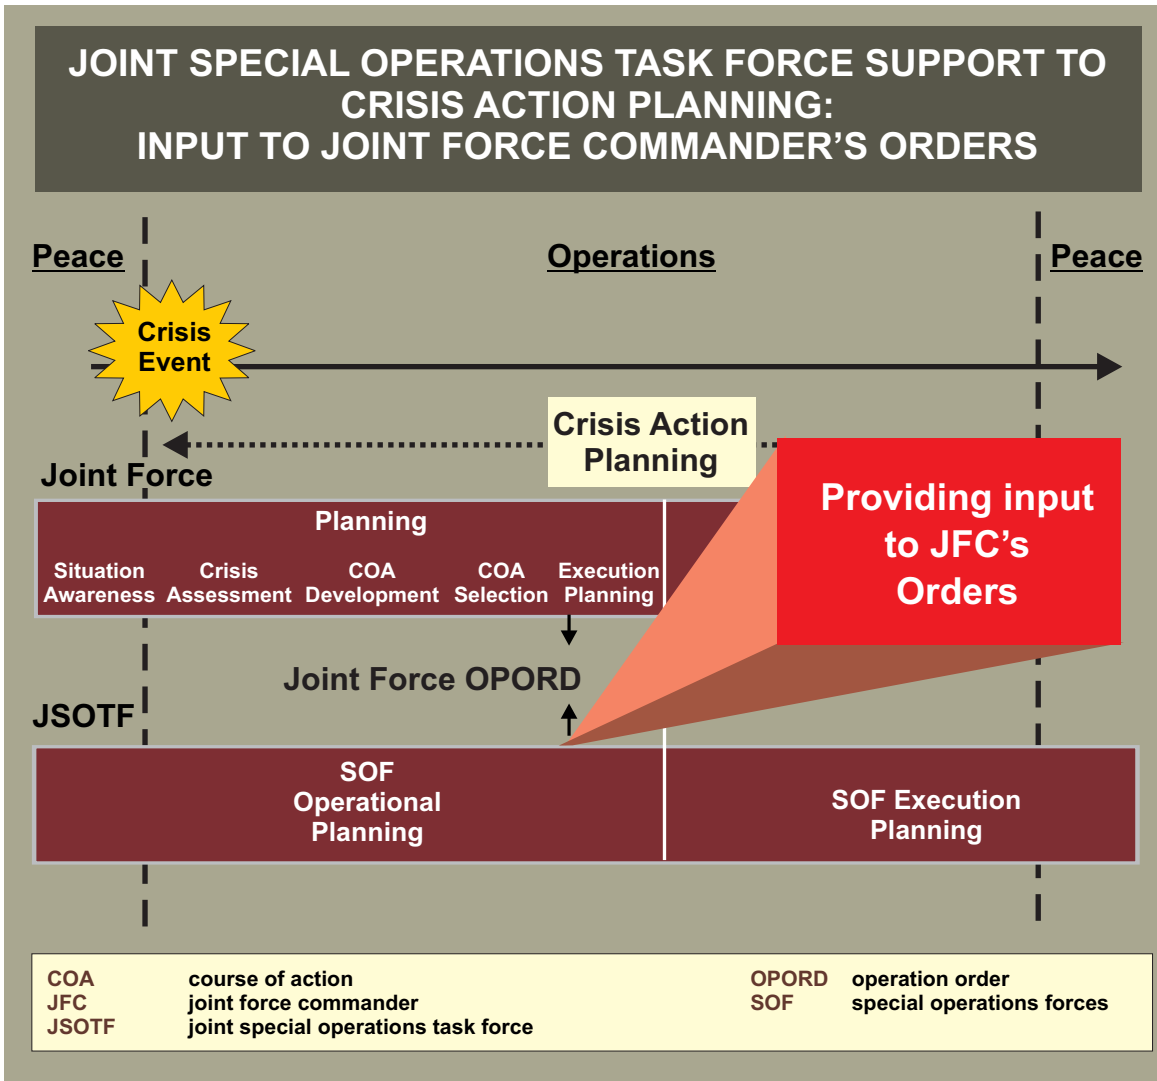 JOINT SPECIAL OPERATIONS TASK FORCE SUPPORT TO
CRISIS ACTION PLANNING:
INPUT TO JOINT FORCE COMMANDER’S ORDERS
Peace
Operations
Peace
Crisis
Event
Crisis Action
Planning
Joint Force
Planning
Situation
Awareness
Crisis
Assessment
COA
Development
COA
Selection
Execution
Planning
Providing input
to JFC’s
Orders
Joint Force OPORD
JSOTF
SOF
Operational
Planning
SOF Execution
Planning
COA course of action
JFC joint force commander
JSOTF joint special operations task force
OPORD operation order
SOF special operations forces